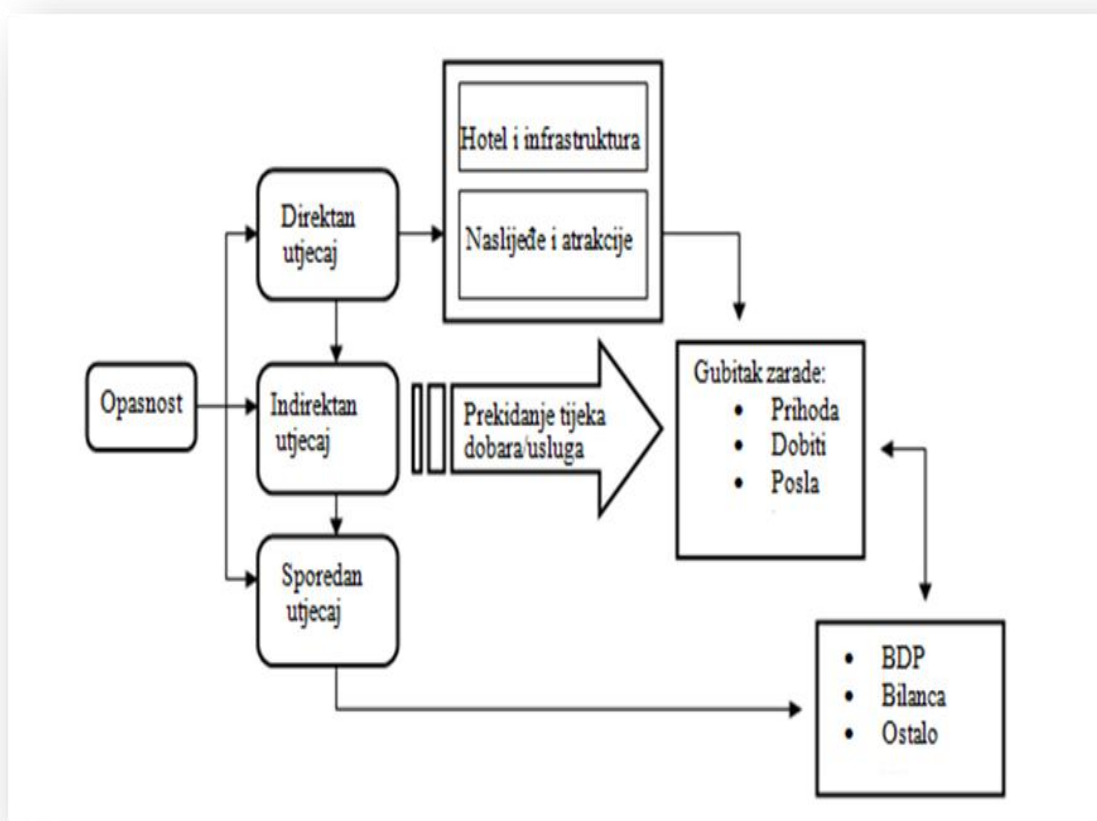 Hotel i infrastruktura
Naslijeđe i atrakcije
Direktan
utjecaj
Opasnost
Indirektan
utjecaj
Prekidanje tijeka
dobara/usluga
Gubitak zarade:
• Prihoda
• Dobiti
• Posla
Sporedan
utjecaj
• BDP
• Bilanca
• Ostalo